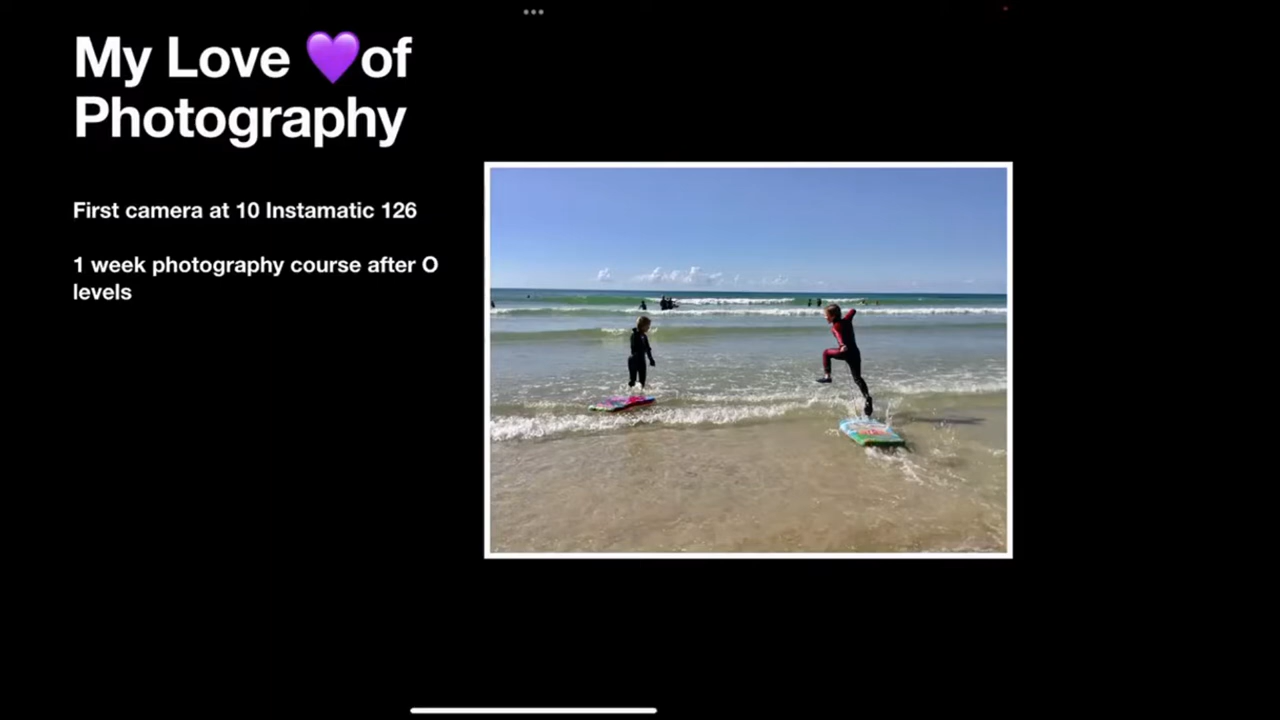 My Love 💜of
Photography
First camera at 10 Instamatic 126
1 week photography course after O
levels